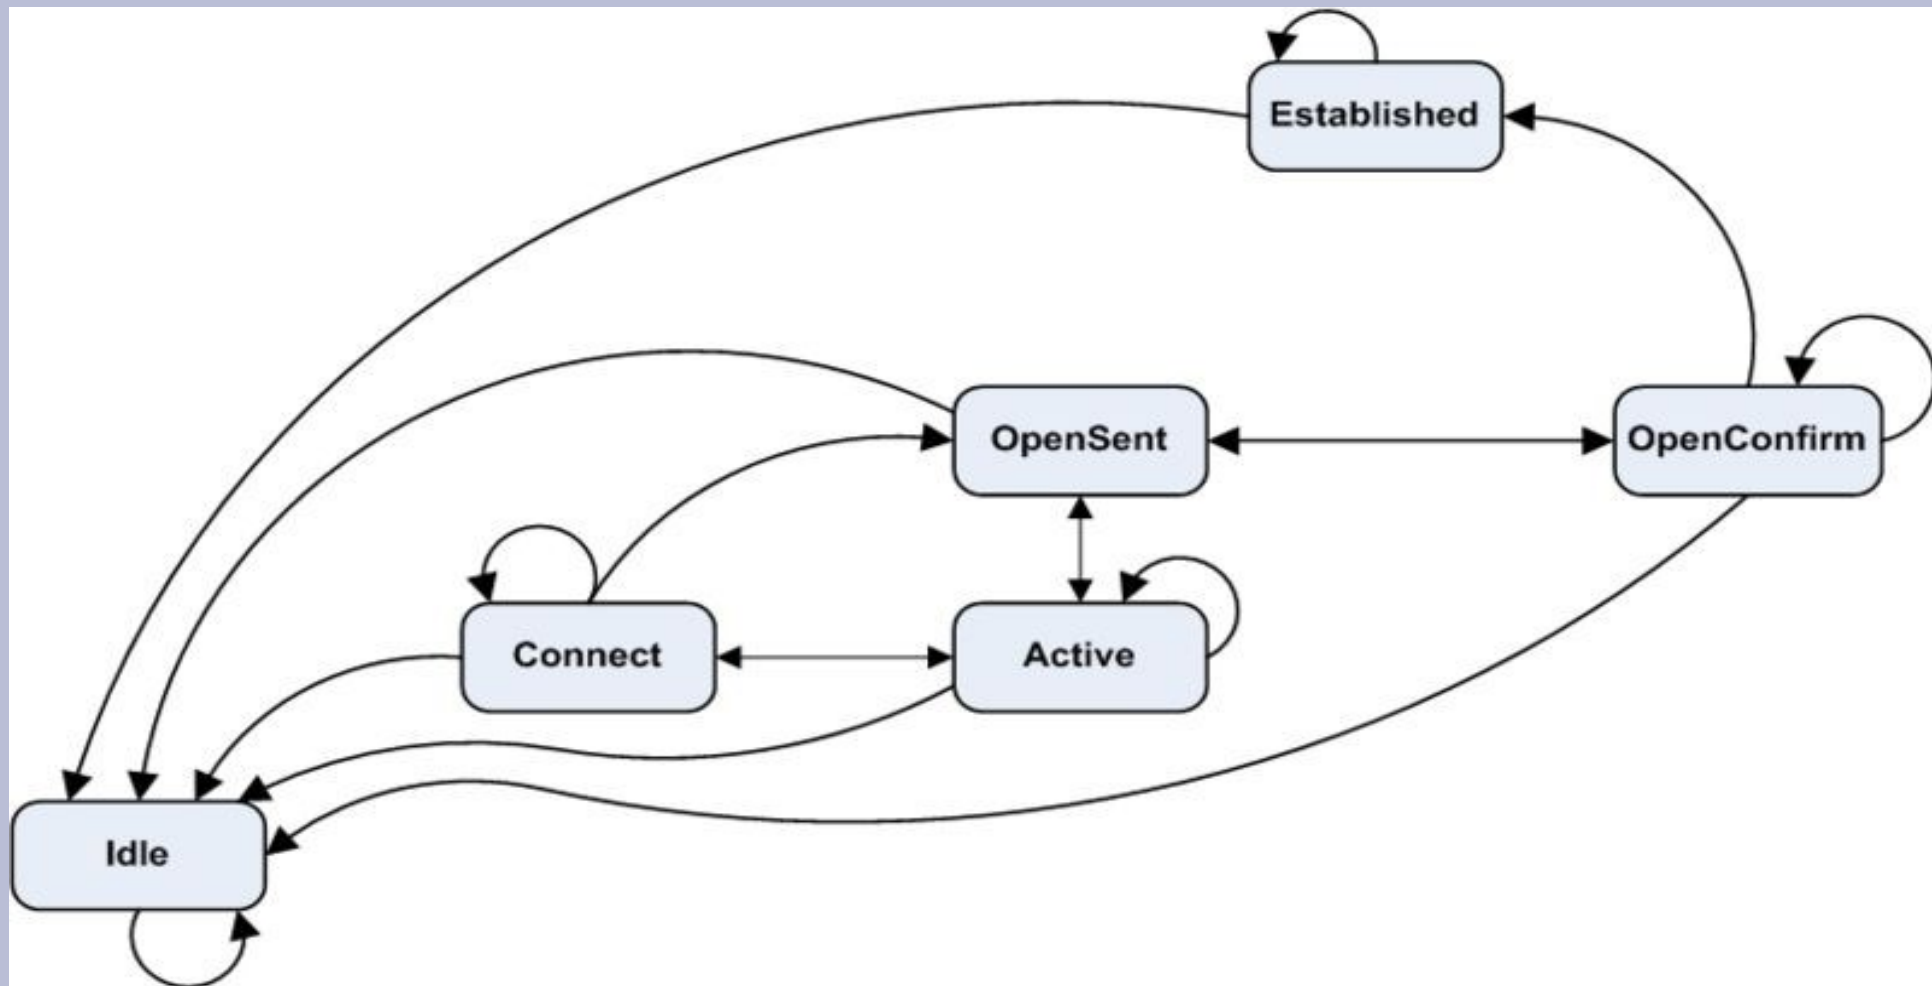 Established
OpenSent
OpenConfirm
Connect
Active
Idle